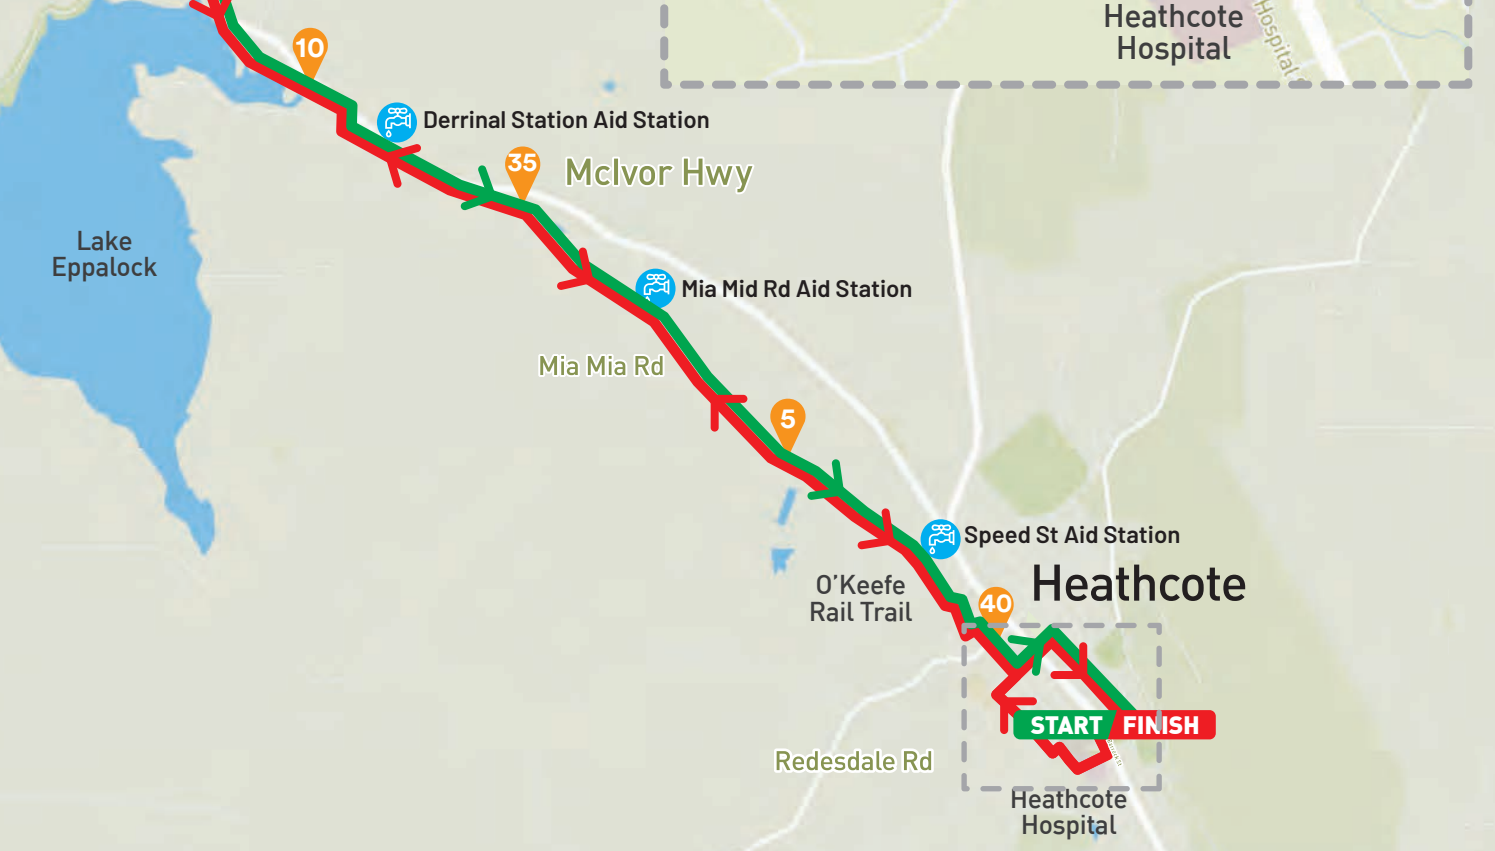 Heathcote
Hospital
Hospital
10
Derrinal Station Aid Station
35
McIvor Hwy
Lake
Eppalock
Mia Mid Rd Aid Station
Mia Mia Rd
5
Speed St Aid Station
O'Keefe
Rail Trail
Heathcote
40
START
FINISH
Redesdale Rd
Heathcote
Hospital